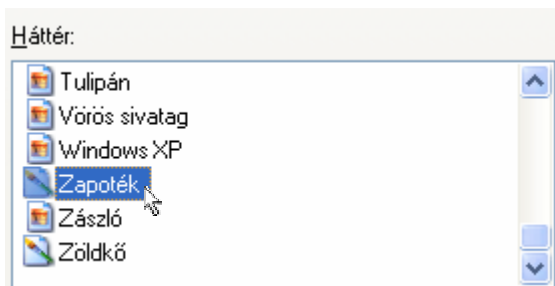 Háttér:
Tulipán
Vörös sivatag
Windows XP
Zapoték
Zászló
Zöldkő